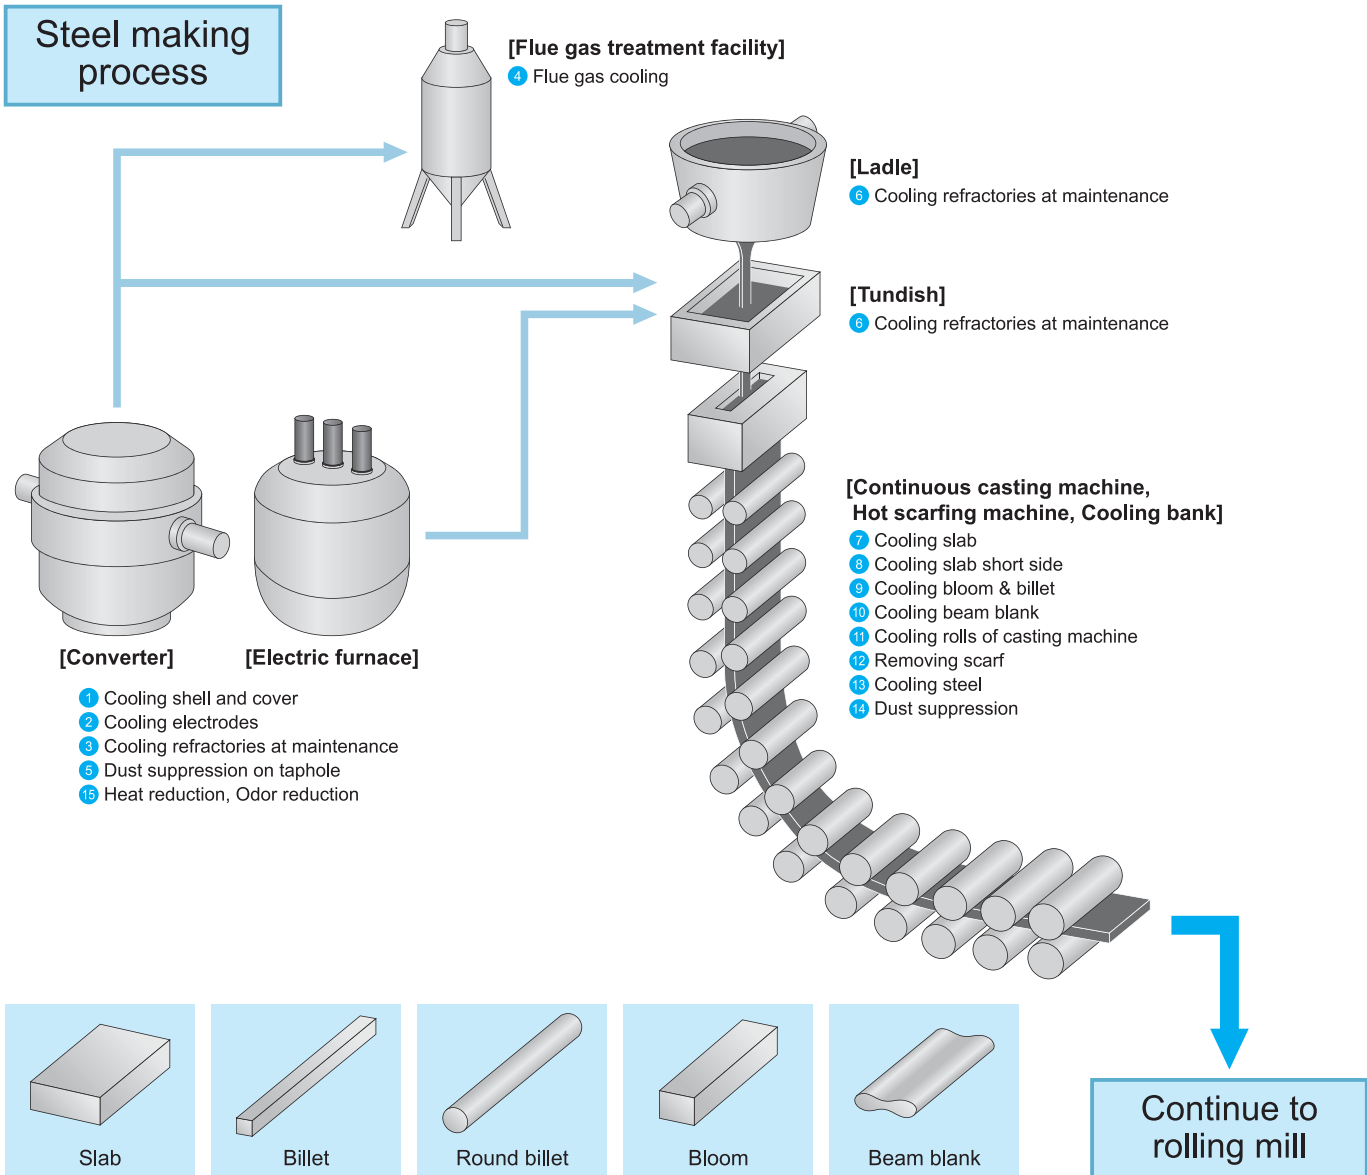 Steel making
process
[Flue gas treatment facility]
4 Flue gas cooling
[Ladle]
6 Cooling refractories at maintenance
[Tundish]
6 Cooling refractories at maintenance
[Continuous casting machine,
Hot scarfing machine, Cooling bank]
7 Cooling slab
8 Cooling slab short side
9 Cooling bloom & billet
10 Cooling beam blank
11 Cooling rolls of casting machine
12 Removing scarf
13 Cooling steel
14 Dust suppression
[Converter]
[Electric furnace]
1 Cooling shell and cover
2 Cooling electrodes
3 Cooling refractories at maintenance
5 Dust suppression on taphole
15 Heat reduction, Odor reduction
Slab
Billet
Round billet
Bloom
Beam blank
Continue to
rolling mill